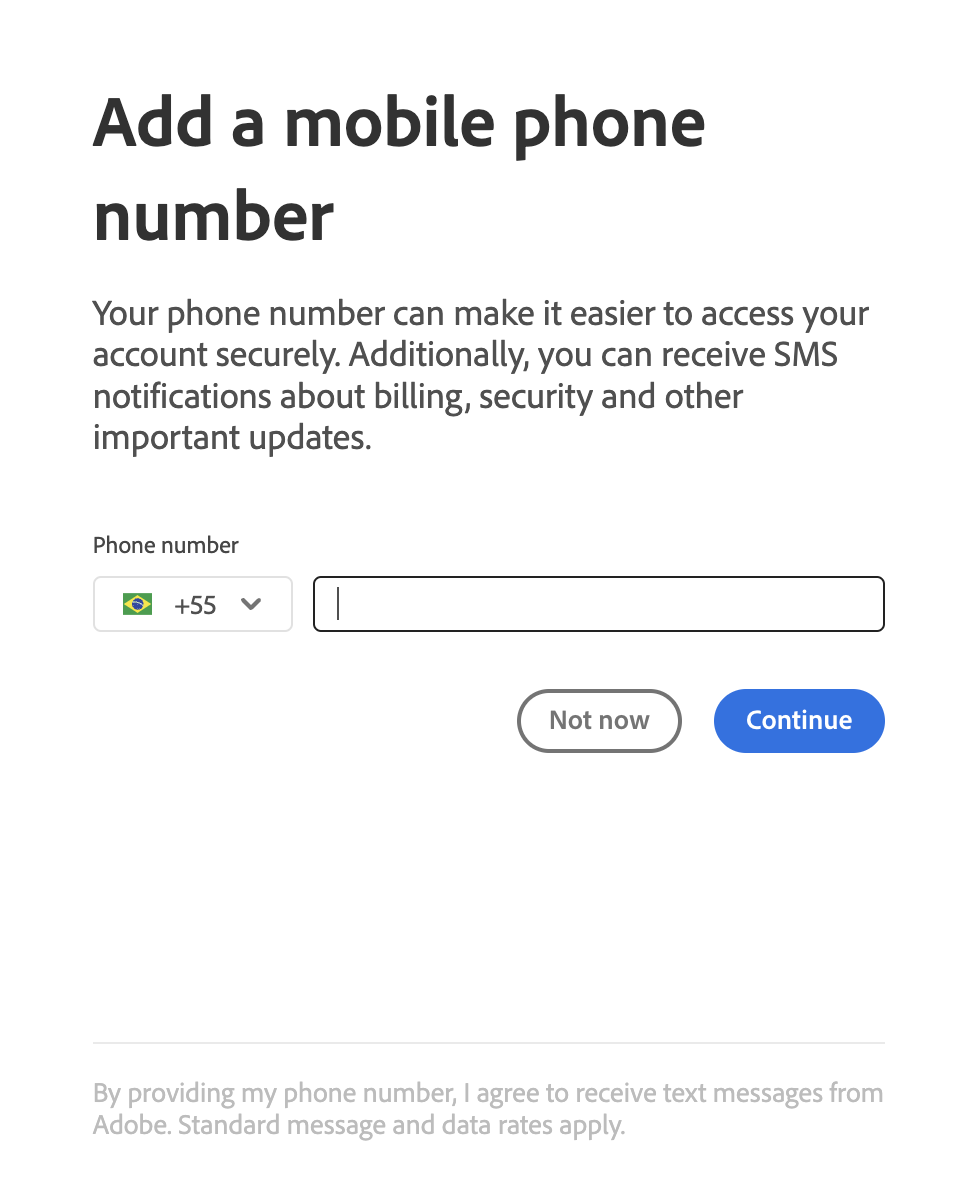 Add a mobile phone
number
Your phone number can make it easier to access your
account securely. Additionally, you can receive SMS
notifications about billing, security and other
important updates.
Phone number
+55
Not now
Continue
By providing my phone number, I agree to receive text messages from
Adobe. Standard message and data rates apply.